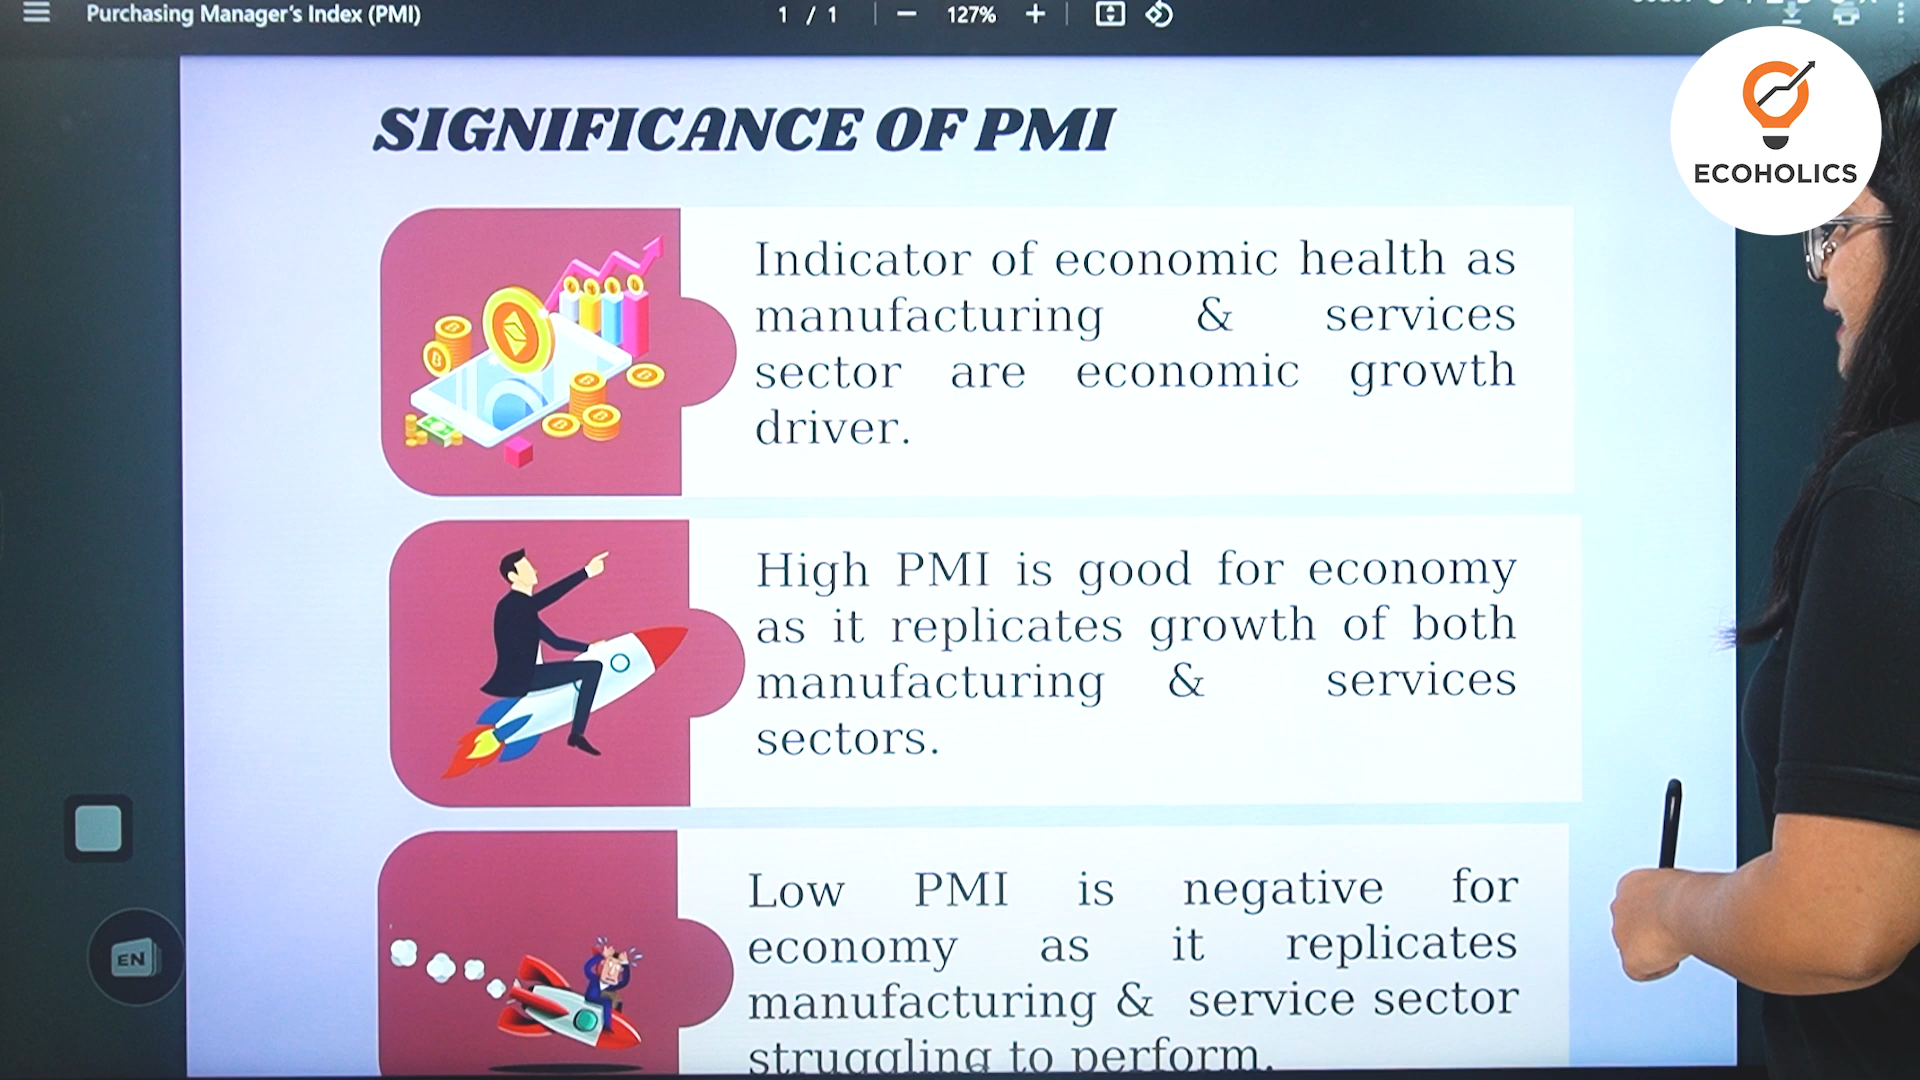 Purchasing Manager's Index (PMI)
1 / 1
127%
ECOHOLICS
SIGNIFICANCE OF PMI
Indicator of economic health as
manufacturing & services
sector are economic growth
driver.
High PMI is good for economy
as it replicates growth of both
manufacturing & services
sectors.
Low PMI is negative for
economy as it replicates
manufacturing & service sector
struggling to perform.
EN